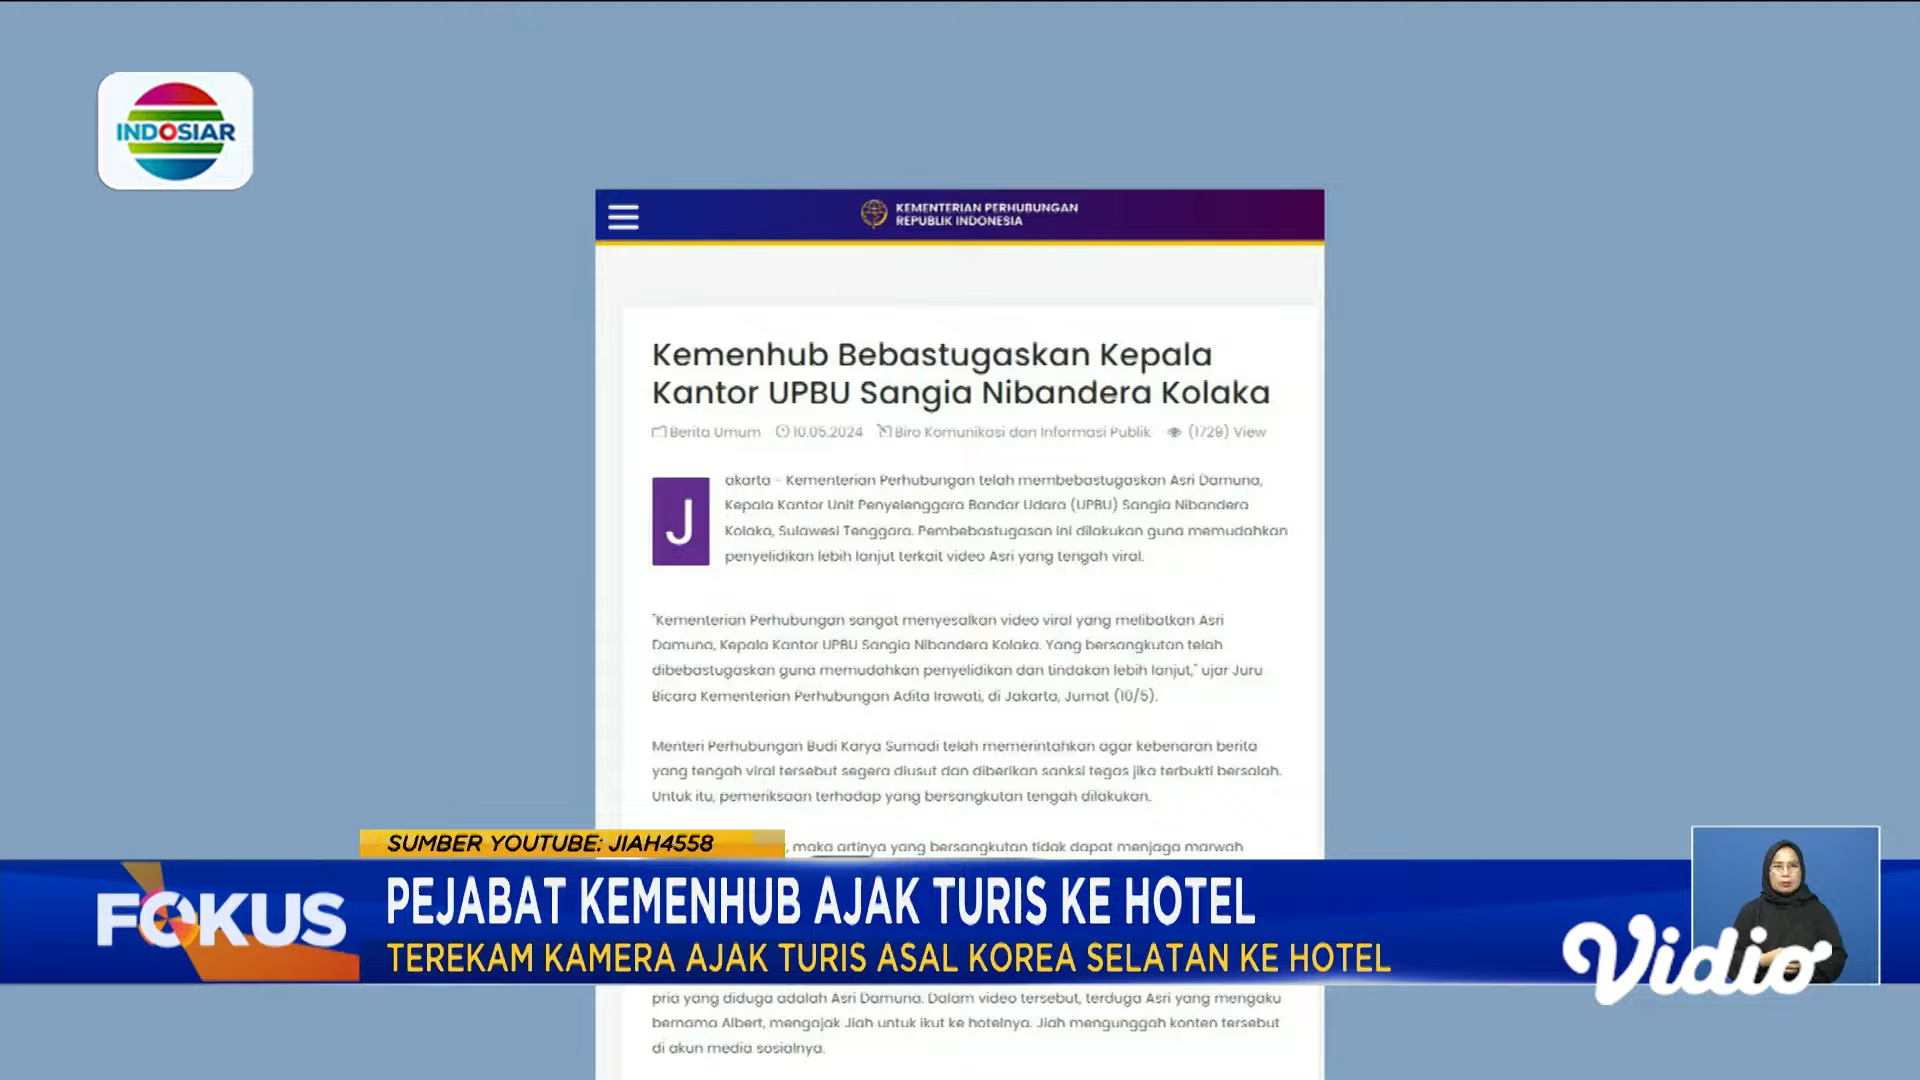 INDOSIAR
KEMENTERIAN PERHUBUNGAN
REPUBLIK INDONESIA
Kemenhub Bebastugaskan Kepala
Kantor UPBU Sangia Nibandera Kolaka
Berita Umum 10.05.2024 Biro Komunikasi dan Informasi Publik (1729) View
Jakarta - Kementerian Perhubungan telah membebastugaskan Asri Damuna,
Kepala Kantor Unit Penyelenggara Bandar Udara (UPBU) Sangia Nibandera
Kolaka, Sulawesi Tenggara. Pembebastugasan ini dilakukan guna memudahkan
penyelidikan lebih lanjut terkait video Asri yang tengah viral.
"Kementerian Perhubungan sangat menyesalkan video viral yang melibatkan Asri
Damuna, Kepala Kantor UPBU Sangia Nibandera Kolaka. Yang bersangkutan telah
dibebastugaskan guna memudahkan penyelidikan dan tindakan lebih lanjut," ujar Juru
Bicara Kementerian Perhubungan Adita Irawati, di Jakarta, Jumat (10/5).
Menteri Perhubungan Budi Karya Sumadi telah memerintahkan agar kebenaran berita
yang tengah viral tersebut segera diusut dan diberikan sanksi tegas jika terbukti bersalah.
Untuk itu, pemeriksaan terhadap yang bersangkutan tengah dilakukan.
, maka artinya yang bersangkutan tidak dapat menjaga marwah
SUMBER YOUTUBE: JIAH4558
FOKUS
PEJABAT KEMENHUB AJAK TURIS KE HOTEL
TEREKAM KAMERA AJAK TURIS ASAL KOREA SELATAN KE HOTEL
Vidio
pria yang diduga adalah Asri Damuna. Dalam video tersebut, terduga Asri yang mengaku
bernama Albert, mengajak Jiah untuk ikut ke hotelnya. Jiah mengunggah konten tersebut
di akun media sosialnya.